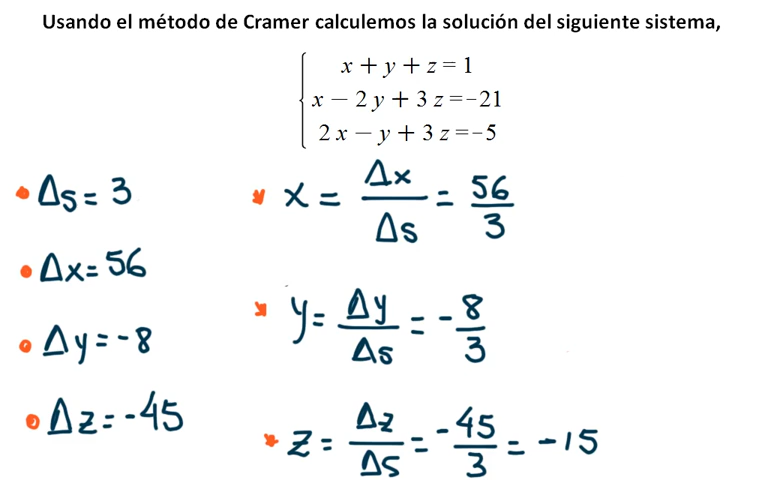 Usando el método de Cramer calculemos la solución del siguiente sistema,
x + y + z = 1
x − 2 y + 3 z = −21
2 x − y + 3 z = −5
Δs = 3
Δx = 56
Δy = -8
Δz = -45
x = Δx/Δs = 56/3
y = Δy/Δs = -8/3
z = Δz/Δs = -45/3 = -15